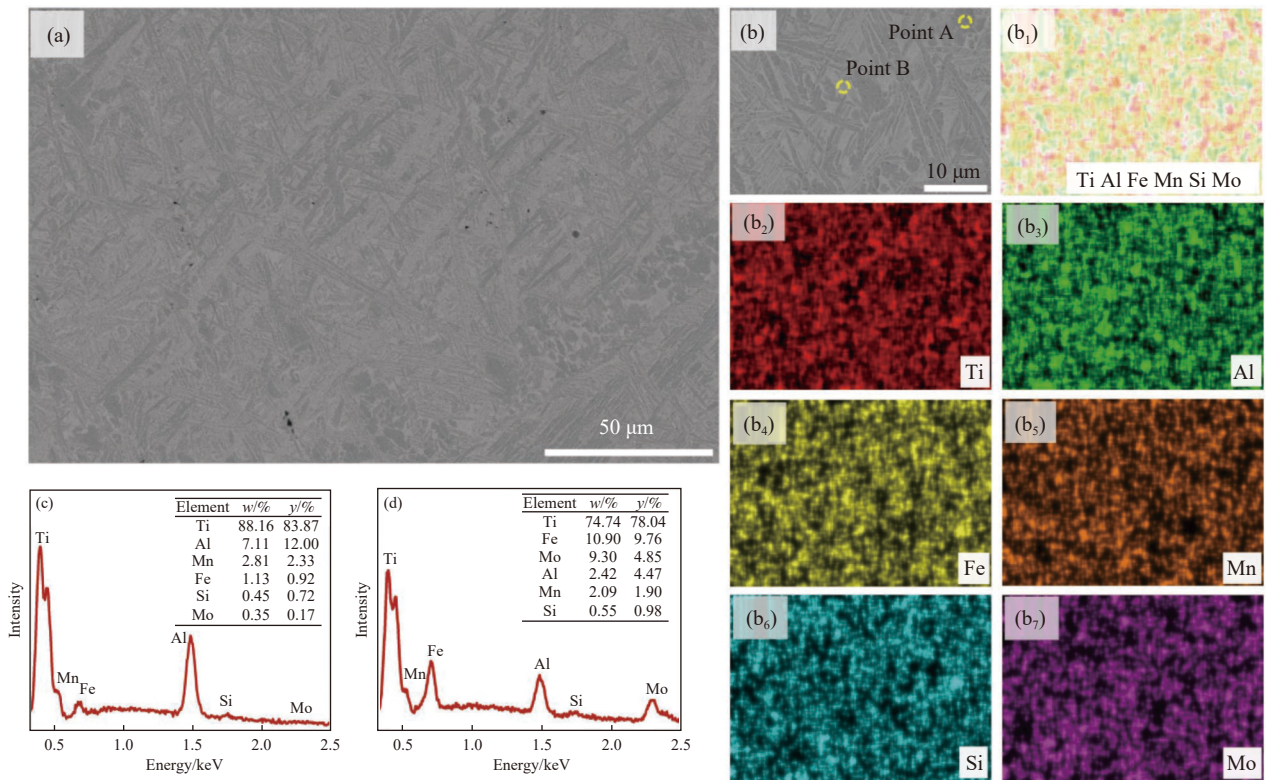 (a)
50 μm
(b)
Point A
Point B
10 μm
(b₁)
Ti Al Fe Mn Si Mo
(b₂)
Ti
(b₃)
Al
(b₄)
Fe
(b₅)
Mn
(b₆)
Si
(b₇)
Mo
(c)
Element w/% y/%
Ti 88.16 83.87
Al 7.11 12.00
Mn 2.81 2.33
Fe 1.13 0.92
Si 0.45 0.72
Mo 0.35 0.17
Ti
Mn
Fe
Al
Si
Mo
Intensity
0.5 1.0 1.5 2.0 2.5
Energy/keV
(d)
Element w/% y/%
Ti 74.74 78.04
Fe 10.90 9.76
Mo 9.30 4.85
Al 2.42 4.47
Mn 2.09 1.90
Si 0.55 0.98
Ti
Mn
Fe
Al
Si
Mo
Intensity
0.5 1.0 1.5 2.0 2.5
Energy/keV